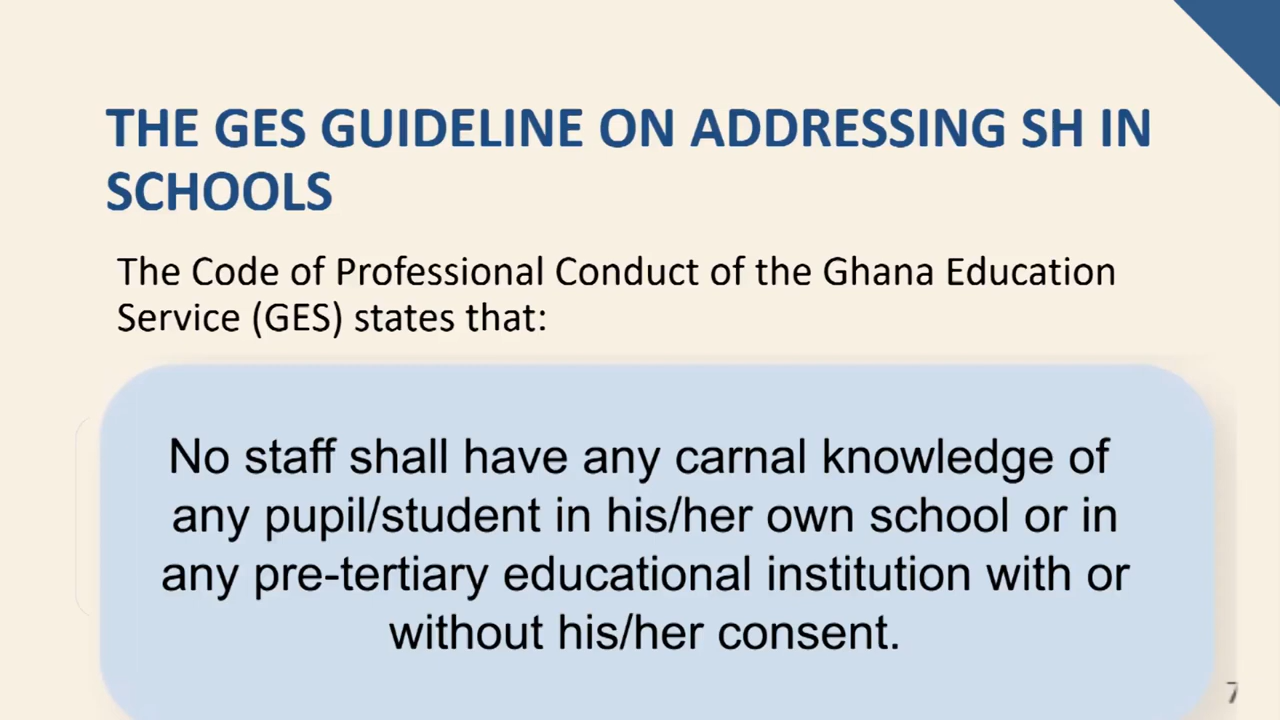 THE GES GUIDELINE ON ADDRESSING SH IN
SCHOOLS
The Code of Professional Conduct of the Ghana Education
Service (GES) states that:
No staff shall have any carnal knowledge of
any pupil/student in his/her own school or in
any pre-tertiary educational institution with or
without his/her consent.
7